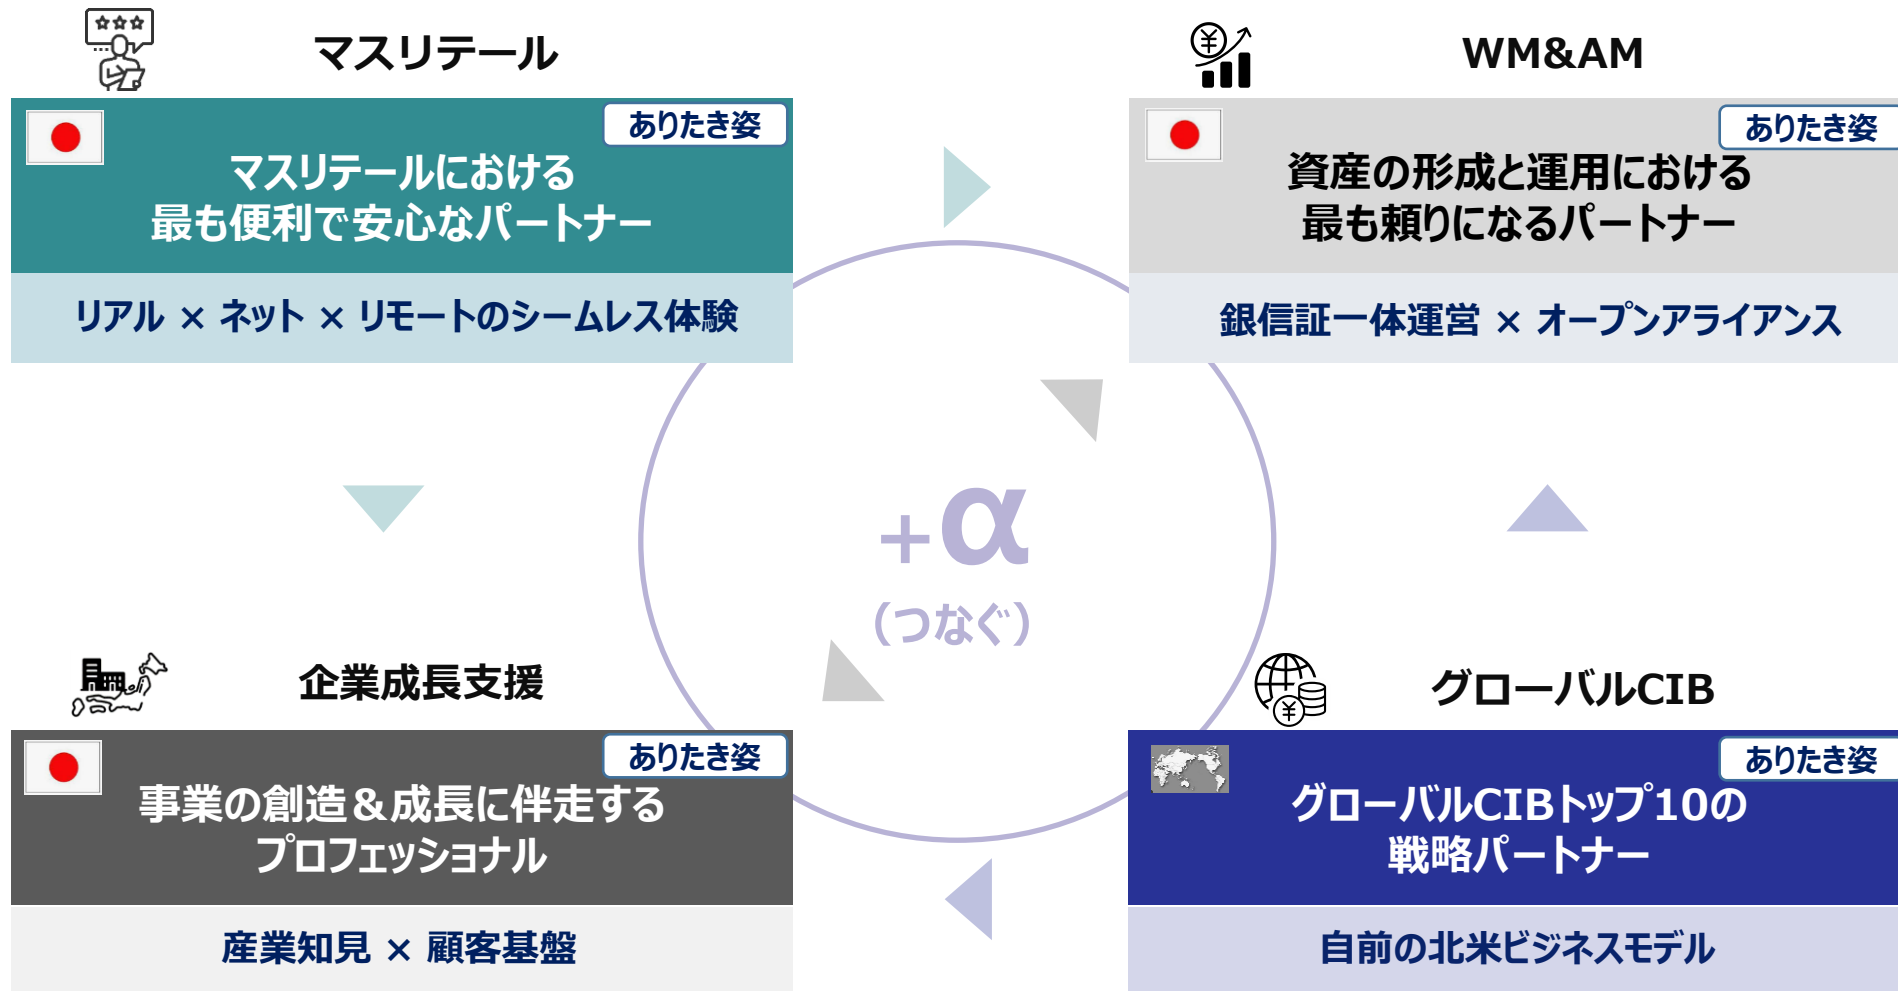 マスリテール
ありたき姿
マスリテールにおける
最も便利で安心なパートナー
リアル × ネット × リモートのシームレス体験
WM&AM
ありたき姿
資産の形成と運用における
最も頼りになるパートナー
銀信証一体運営 × オープンアライアンス
+α
（つなぐ）
企業成長支援
ありたき姿
事業の創造＆成長に伴走する
プロフェッショナル
産業知見 × 顧客基盤
グローバルCIB
ありたき姿
グローバルCIBトップ10の
戦略パートナー
自前の北米ビジネスモデル